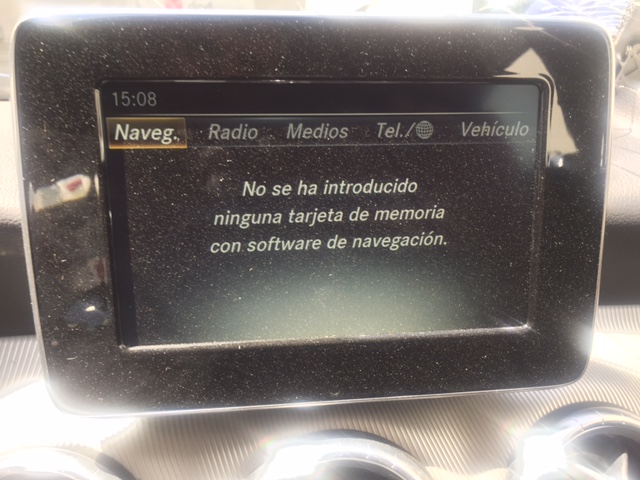 15:08
Naveg. Radio Medios Tel./ Vehículo
No se ha introducido
ninguna tarjeta de memoria
con software de navegación.